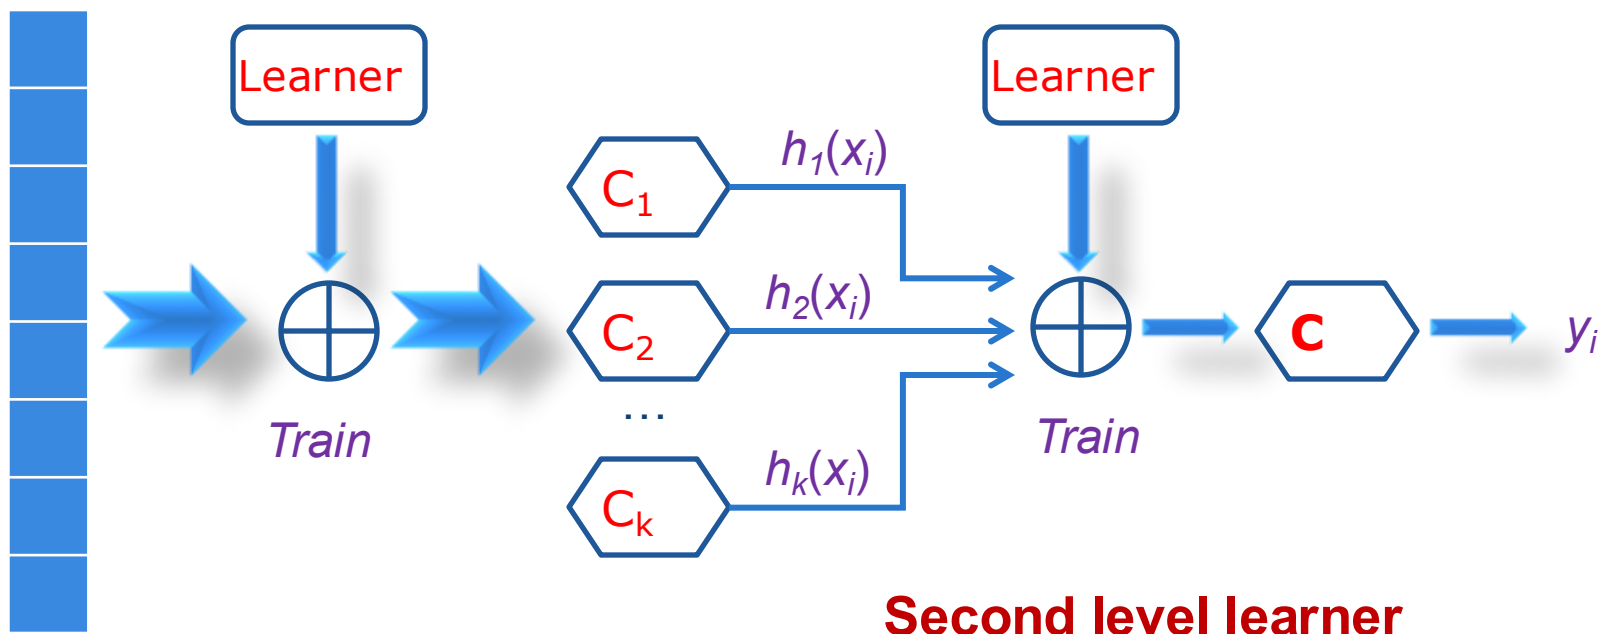 Learner
Train
C1
C2
...
Ck
h1(xi)
h2(xi)
hk(xi)
Learner
Train
C
yi
Second level learner